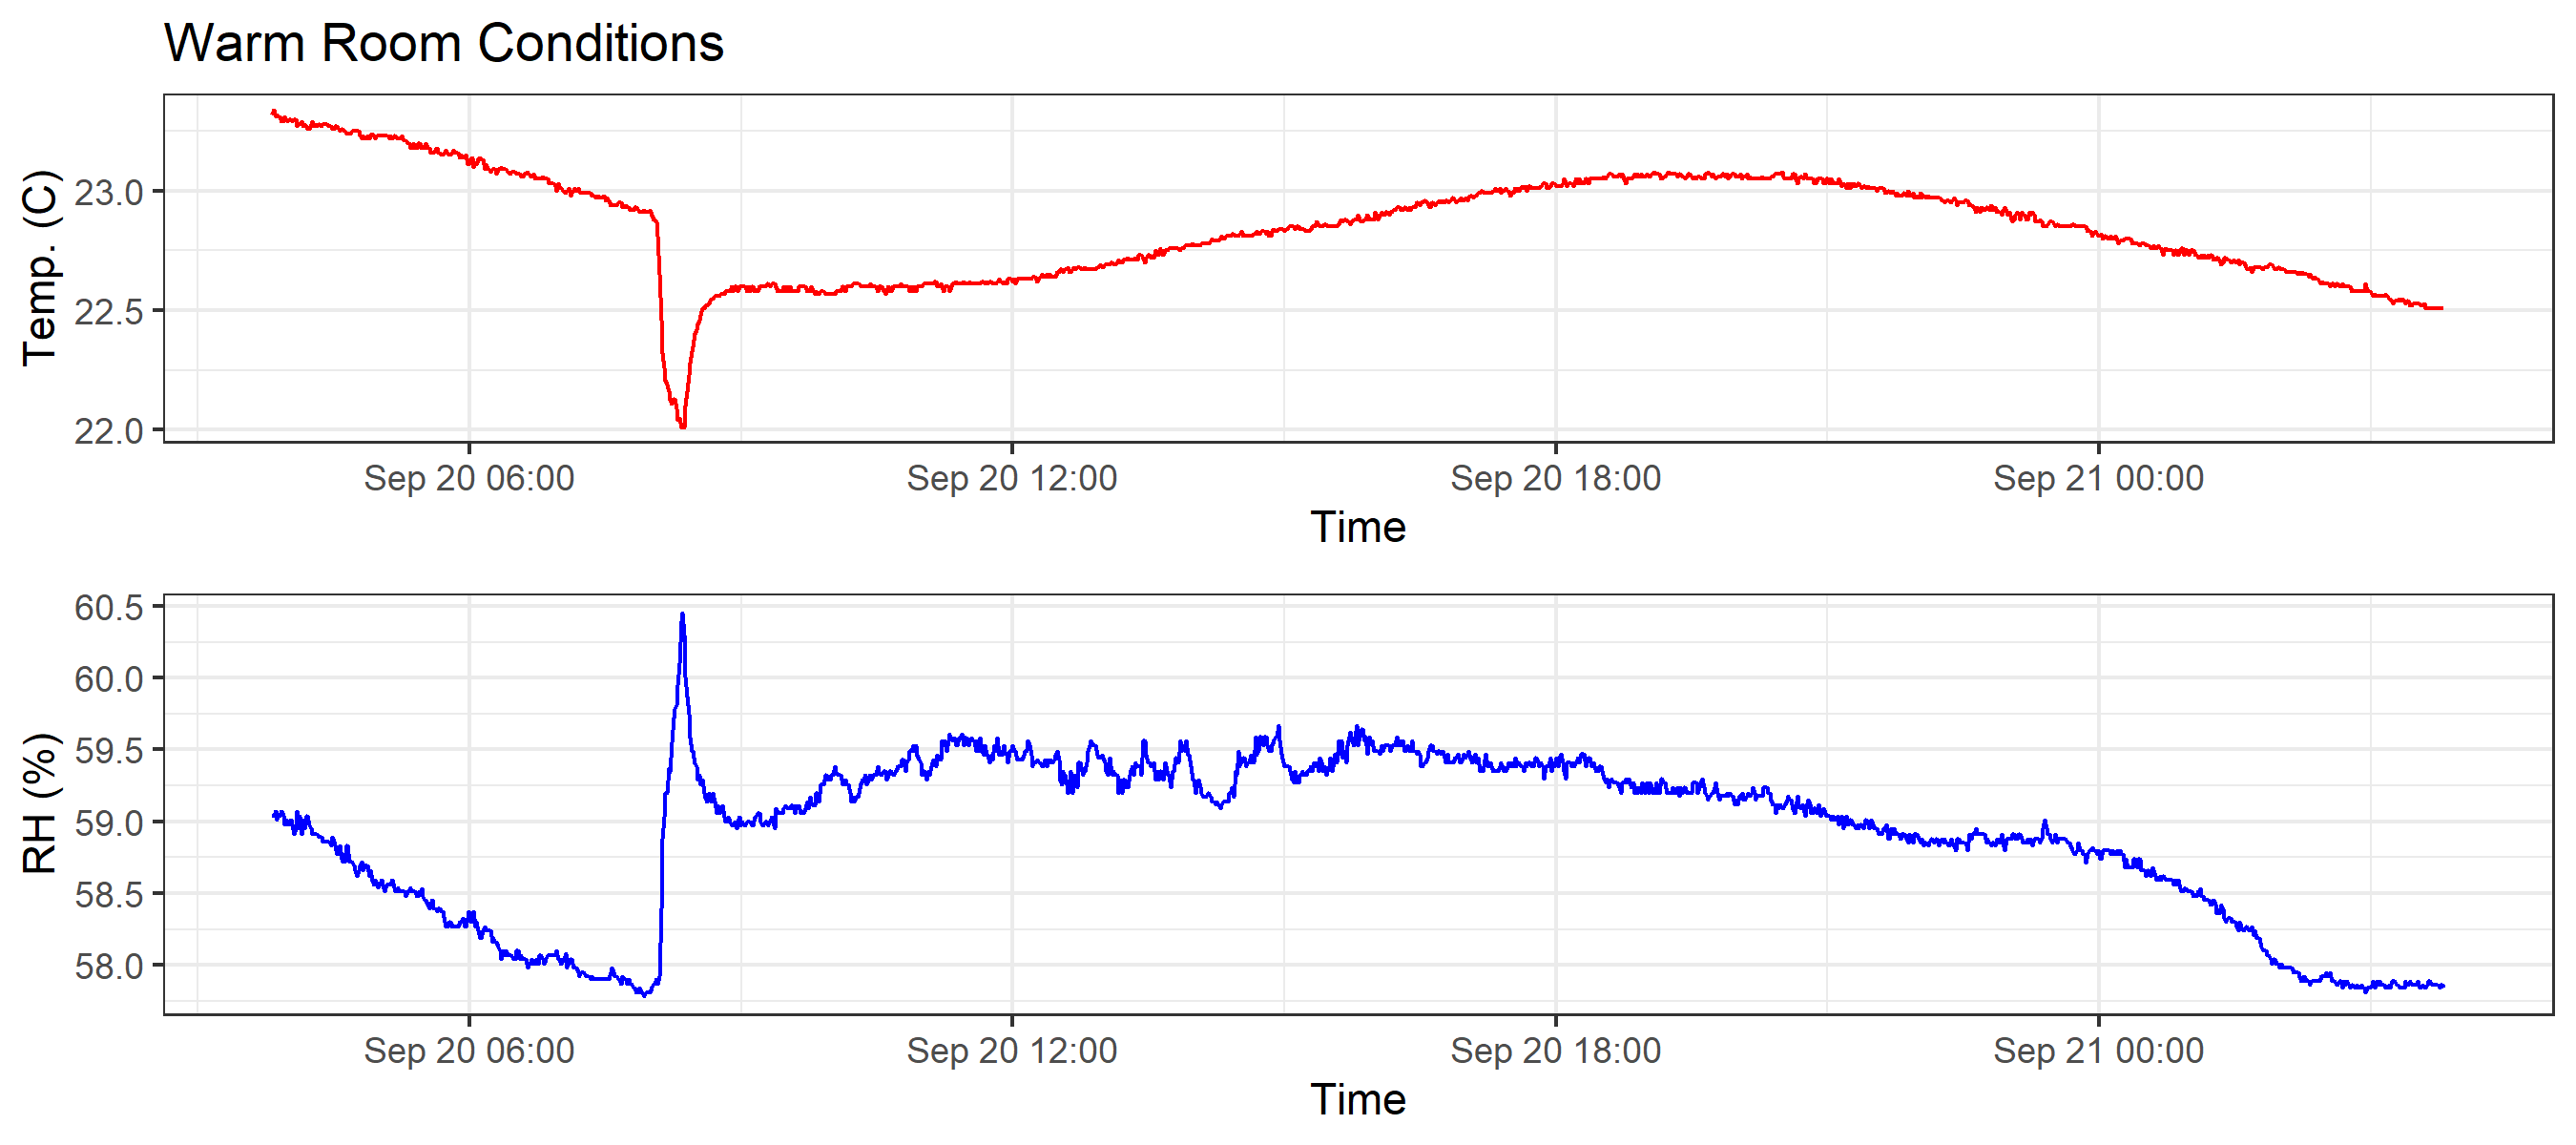 Warm Room Conditions
Temp. (C)
23.0
22.5
22.0
Sep 20 06:00 Sep 20 12:00 Sep 20 18:00 Sep 21 00:00
Time
RH (%)
60.5
60.0
59.5
59.0
58.5
58.0
Sep 20 06:00 Sep 20 12:00 Sep 20 18:00 Sep 21 00:00
Time